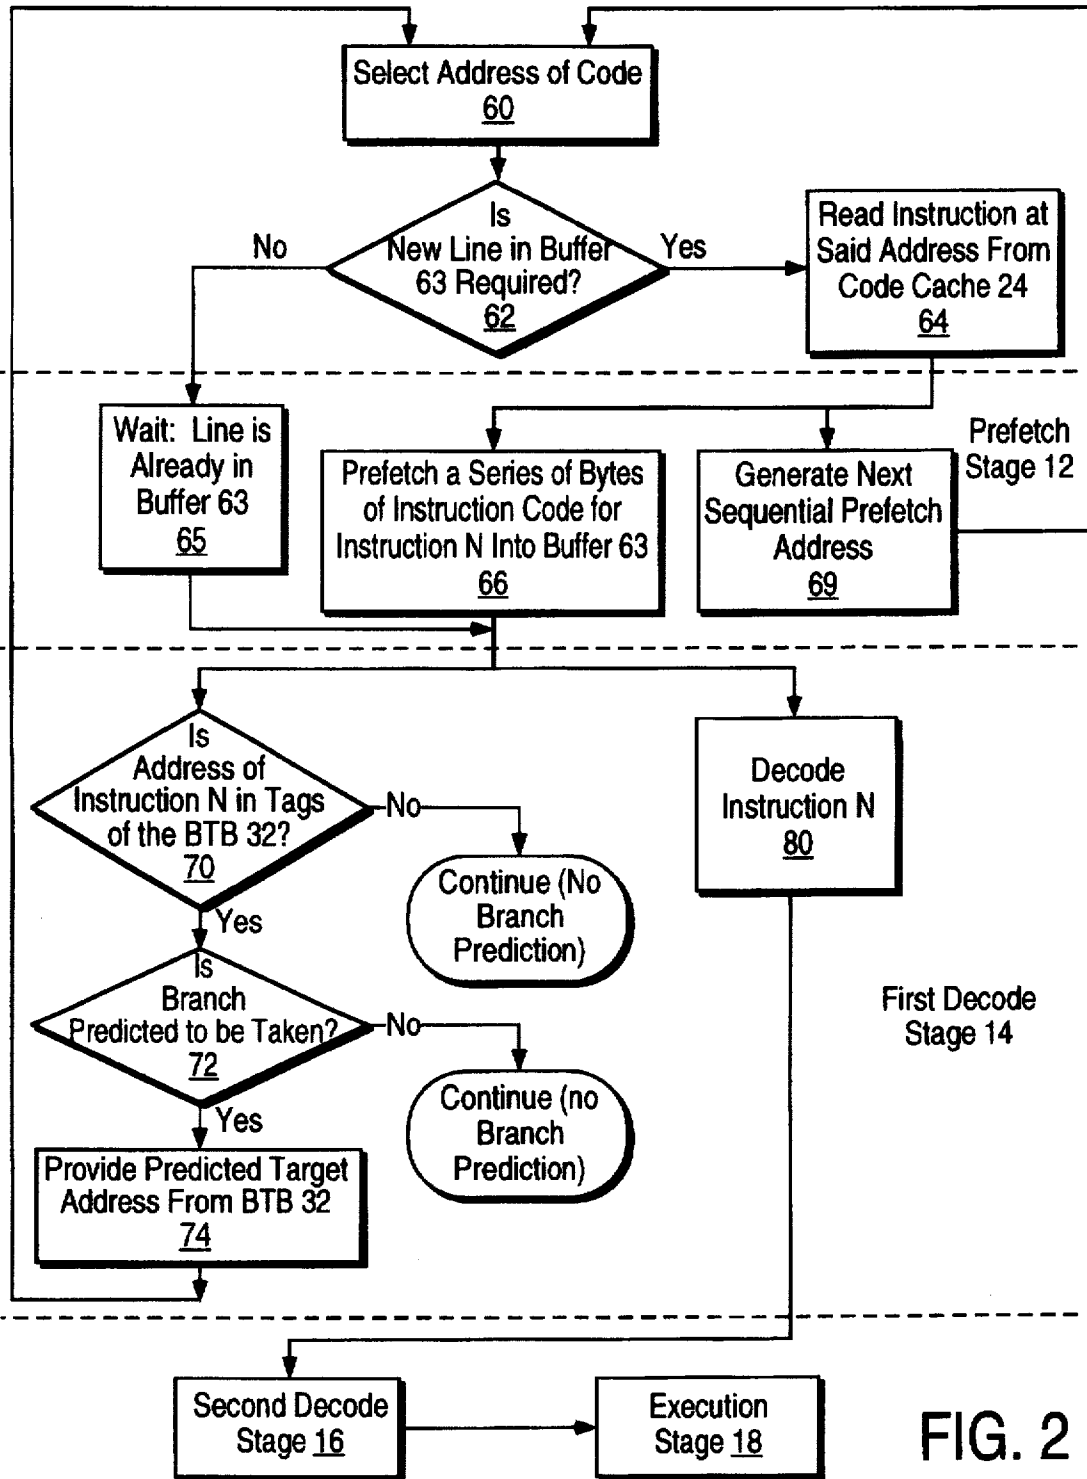 Select Address of Code
60
Is
New Line in Buffer
63 Required?
62
No
Yes
Read Instruction at
Said Address From
Code Cache 24
64
Wait: Line is
Already in
Buffer 63
65
Prefetch a Series of Bytes
of Instruction Code for
Instruction N Into Buffer 63
66
Generate Next
Sequential Prefetch
Address
69
Prefetch
Stage 12
Is
Address of
Instruction N in Tags
of the BTB 32?
70
No
Yes
Continue (No
Branch
Prediction)
Decode
Instruction N
80
Is
Branch
Predicted to be Taken?
72
No
Yes
Continue (no
Branch
Prediction)
First Decode
Stage 14
Provide Predicted Target
Address From BTB 32
74
Second Decode
Stage 16
Execution
Stage 18
FIG. 2